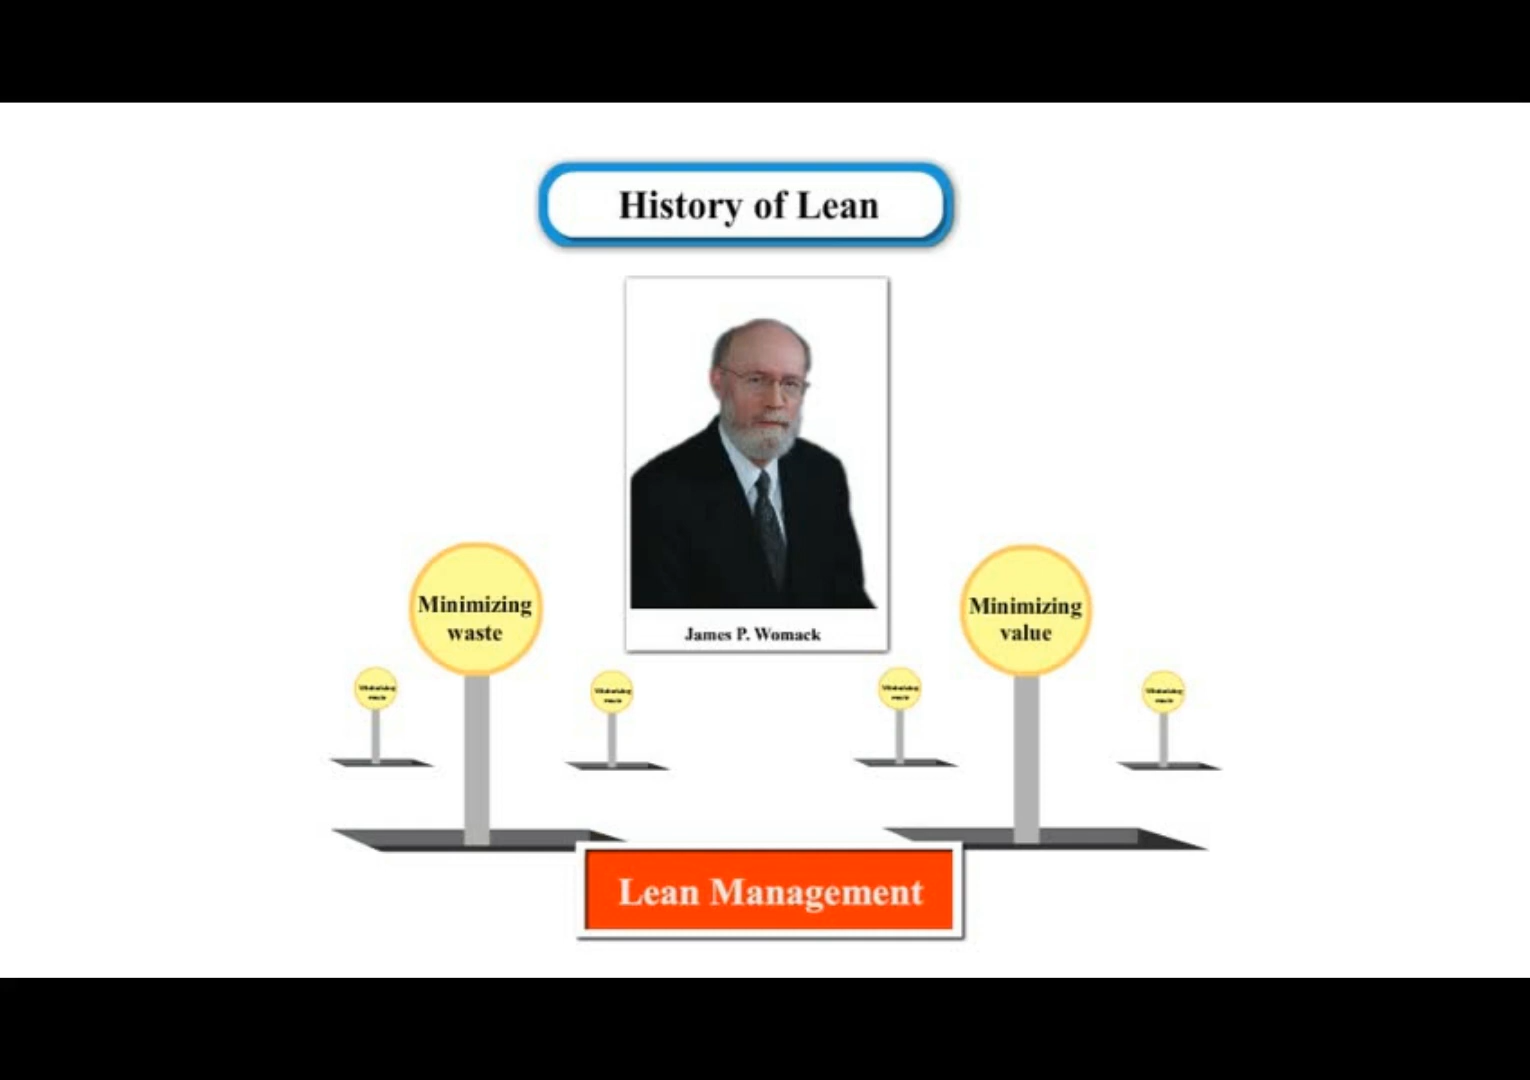 History of Lean
James P. Womack
Minimizing
waste
Minimizing
value
Lean Management